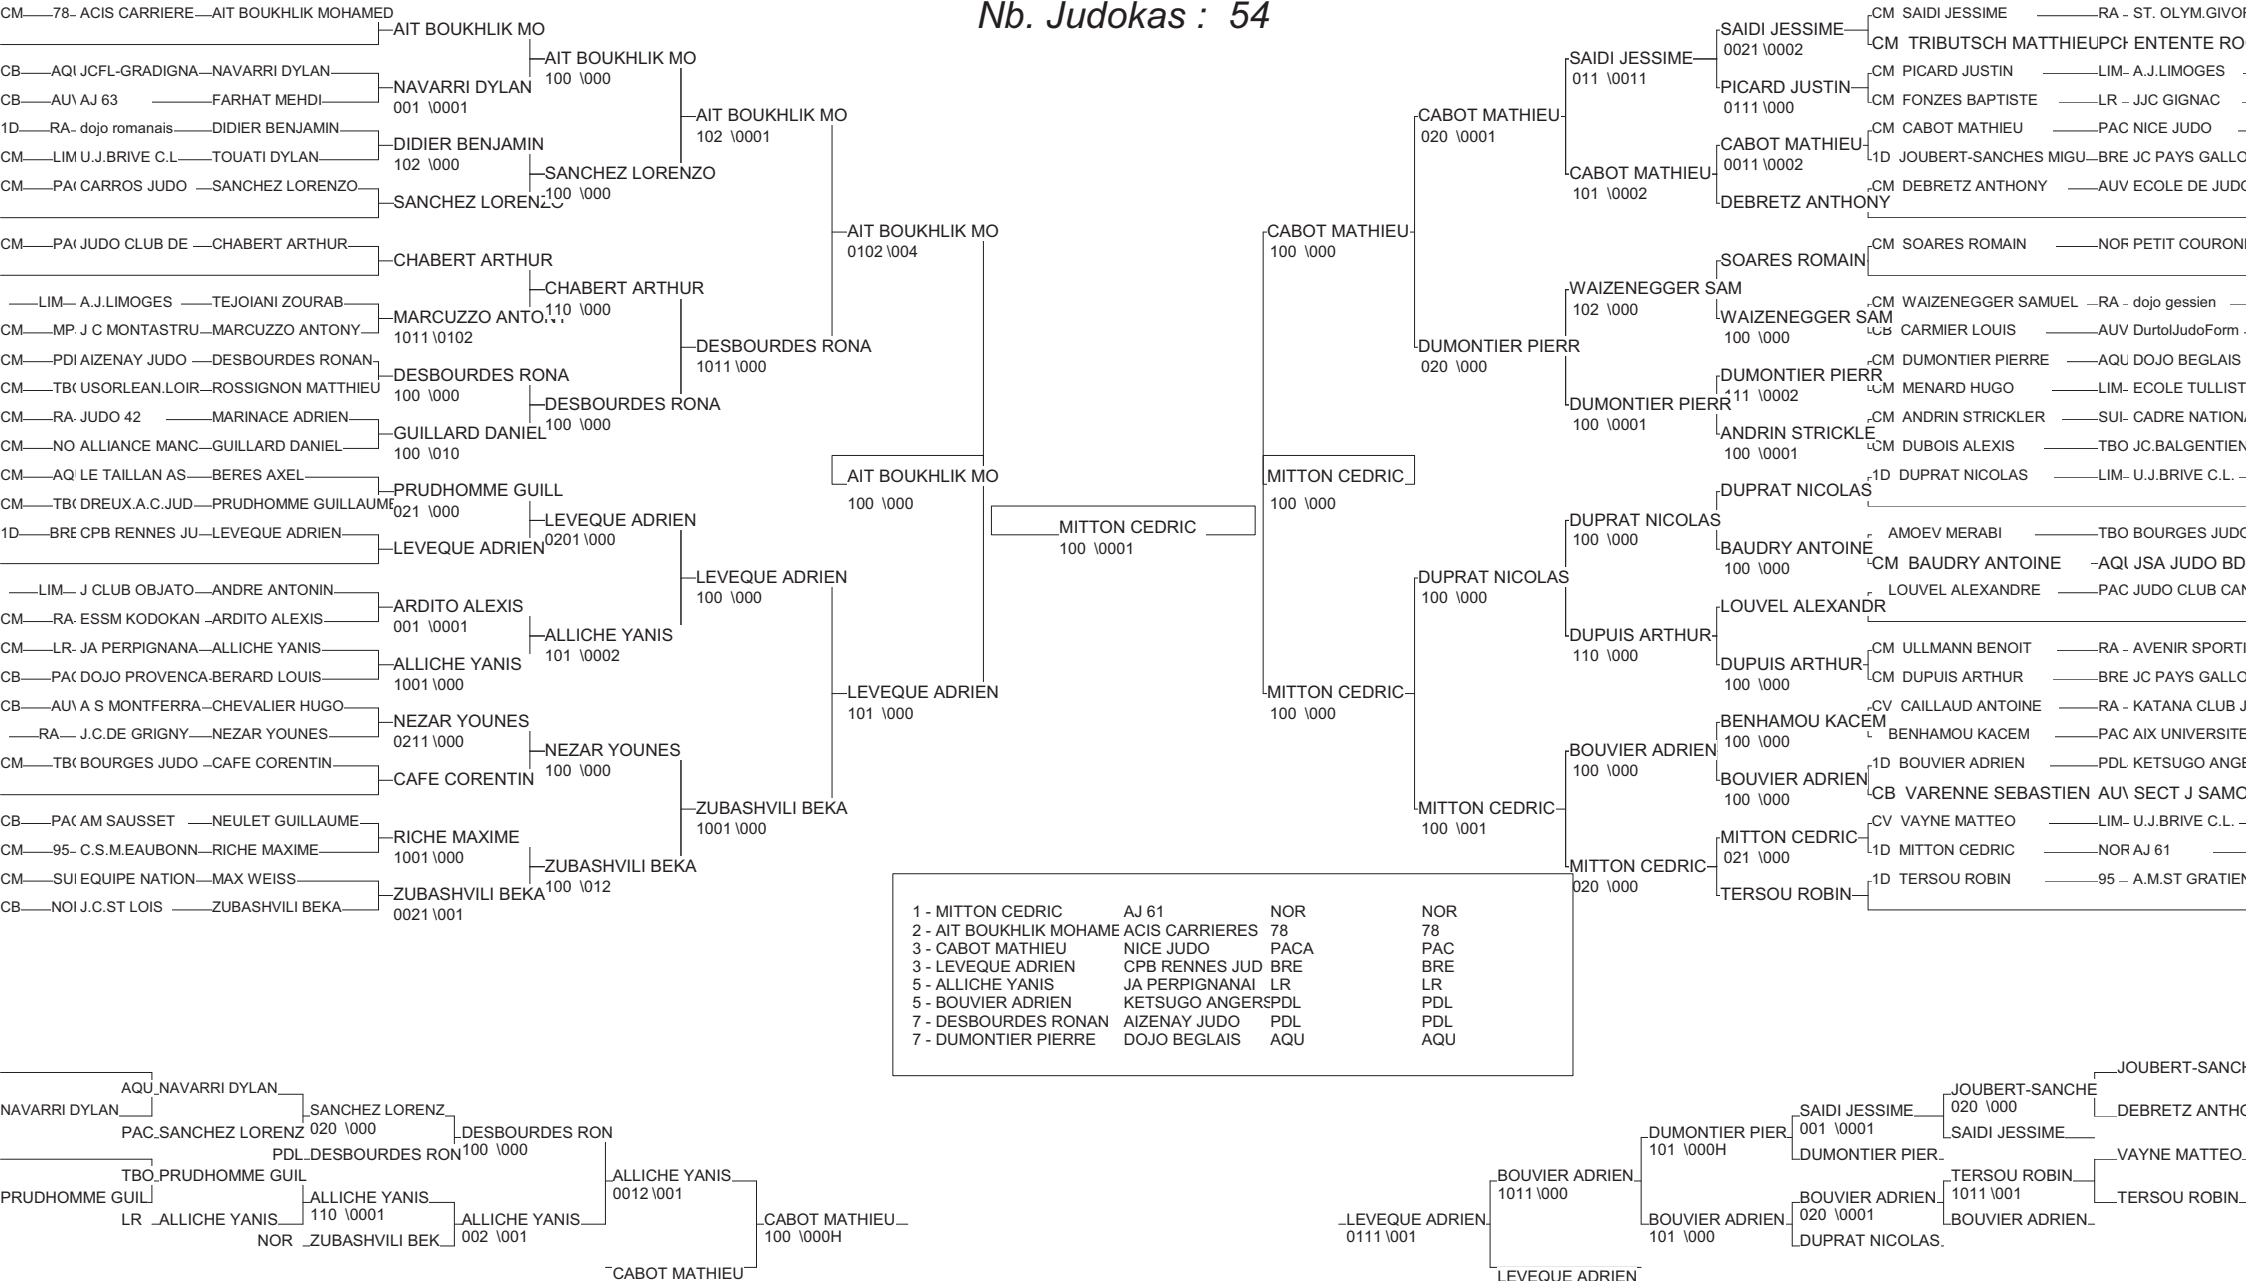 Nb. Judokas : 54
CM 78 ACIS CARRIERE AIT BOUKHLIK MOHAMED
CB AQU JCFL-GRADIGNA NAVARRI DYLAN
CB AUV AJ 63 FARHAT MEHDI
1D RA dojo romanais DIDIER BENJAMIN
CM LIM U.J.BRIVE C.L TOUATI DYLAN
CM PA CARROS JUDO SANCHEZ LORENZO
CM PA JUDO CLUB DE CHABERT ARTHUR
LIM A.J.LIMOGES TEJOIANI ZOURAB
CM MP J C MONTASTRU MARCUZZO ANTONY
CM PDL AIZENAY JUDO DESBOURDES RONAN
CM TB USORLEAN.LOIR ROSSIGNON MATTHIEU
CM RA JUDO 42 MARINACE ADRIEN
CM NO ALLIANCE MANC GUILLARD DANIEL
CM AQ LE TAILLAN AS BERES AXEL
CM TB DREUX.A.C.JUD PRUDHOMME GUILLAUME
1D BRE CPB RENNES JU LEVEQUE ADRIEN
LIM J CLUB OBJATO ANDRE ANTONIN
CM RA ESSM KODOKAN ARDITO ALEXIS
CM LR JA PERPIGNANA ALLICHE YANIS
CB PA DOJO PROVENCA BERARD LOUIS
CB AUV A S MONTFERRA CHEVALIER HUGO
RA J.C.DE GRIGNY NEZAR YOUNES
CM TB BOURGES JUDO CAFE CORENTIN
CB PA AM SAUSSET NEULET GUILLAUME
CM 95 C.S.M.EAUBONN RICHE MAXIME
CM SUI EQUIPE NATION MAX WEISS
CB NO J.C.ST LOIS ZUBASHVILI BEKA
AIT BOUKHLIK MO
NAVARRI DYLAN
001 \0001
DIDIER BENJAMIN
102 \000
SANCHEZ LORENZO
CHABERT ARTHUR
MARCUZZO ANTONY
1011 \0102
DESBOURDES RONA
100 \000
GUILLARD DANIEL
100 \010
PRUDHOMME GUILL
021 \000
LEVEQUE ADRIEN
ARDITO ALEXIS
001 \0001
ALLICHE YANIS
1001 \000
NEZAR YOUNES
0211 \000
CAFE CORENTIN
RICHE MAXIME
1001 \000
ZUBASHVILI BEKA
0021 \001
AIT BOUKHLIK MO
100 \000
SANCHEZ LORENZO
100 \000
CHABERT ARTHUR
110 \000
DESBOURDES RONA
100 \000
LEVEQUE ADRIEN
0201 \000
ALLICHE YANIS
101 \0002
NEZAR YOUNES
100 \000
ZUBASHVILI BEKA
100 \012
AIT BOUKHLIK MO
102 \0001
DESBOURDES RONA
1011 \000
LEVEQUE ADRIEN
100 \000
ZUBASHVILI BEKA
1001 \000
AIT BOUKHLIK MO
0102 \004
LEVEQUE ADRIEN
101 \000
AIT BOUKHLIK MO
100 \000
MITTON CEDRIC
100 \0001
MITTON CEDRIC
100 \000
CABOT MATHIEU
100 \000
MITTON CEDRIC
100 \000
CABOT MATHIEU
020 \0001
DUMONTIER PIERR
020 \000
DUPRAT NICOLAS
100 \000
MITTON CEDRIC
100 \001
SAIDI JESSIME
011 \0011
CABOT MATHIEU
101 \0002
WAIZENEGGER SAM
102 \000
DUMONTIER PIERR
100 \0001
DUPRAT NICOLAS
100 \000
DUPUIS ARTHUR
110 \000
BOUVIER ADRIEN
100 \000
MITTON CEDRIC
020 \000
SAIDI JESSIME
0021 \0002
PICARD JUSTIN
0111 \000
CABOT MATHIEU
0011 \0002
DEBRETZ ANTHONY
SOARES ROMAIN
WAIZENEGGER SAM
100 \000
DUMONTIER PIERR
111 \0002
ANDRIN STRICKLE
100 \0001
DUPRAT NICOLAS
BAUDRY ANTOINE
100 \000
LOUVEL ALEXANDR
DUPUIS ARTHUR
100 \000
BENHAMOU KACEM
100 \000
BOUVIER ADRIEN
100 \000
MITTON CEDRIC
021 \000
TERSOU ROBIN
CM SAIDI JESSIME RA ST. OLYM.GIVO
CM TRIBUTSCH MATTHIEU PCH ENTENTE RO
CM PICARD JUSTIN LIM A.J.LIMOGES
CM FONZES BAPTISTE LR JJC GIGNAC
CM CABOT MATHIEU PAC NICE JUDO
1D JOUBERT-SANCHES MIGU BRE JC PAYS GALLO
CM DEBRETZ ANTHONY AUV ECOLE DE JUDO
CM SOARES ROMAIN NOR PETIT COURON
CM WAIZENEGGER SAMUEL RA dojo gessien
CB CARMIER LOUIS AUV DurtolJudoForm
CM DUMONTIER PIERRE AQU DOJO BEGLAIS
CM MENARD HUGO LIM ECOLE TULLIST
CM ANDRIN STRICKLER SUI CADRE NATION
CM DUBOIS ALEXIS TBO JC.BALGENTIEN
1D DUPRAT NICOLAS LIM U.J.BRIVE C.L.
AMOEV MERABI TBO BOURGES JUDO
CM BAUDRY ANTOINE AQU JSA JUDO BD
LOUVEL ALEXANDRE PAC JUDO CLUB CAN
CM ULLMANN BENOIT RA AVENIR SPORTI
CM DUPUIS ARTHUR BRE JC PAYS GALLO
CV CAILLAUD ANTOINE RA KATANA CLUB J
BENHAMOU KACEM PAC AIX UNIVERSITE
1D BOUVIER ADRIEN PDL KETSUGO ANGE
CB VARENNE SEBASTIEN AUV SECT J SAMO
CV VAYNE MATTEO LIM U.J.BRIVE C.L.
1D MITTON CEDRIC NOR AJ 61
1D TERSOU ROBIN 95 A.M.ST GRATIEN
1 - MITTON CEDRIC AJ 61 NOR NOR
2 - AIT BOUKHLIK MOHAME ACIS CARRIERES 78 78
3 - CABOT MATHIEU NICE JUDO PACA PAC
3 - LEVEQUE ADRIEN CPB RENNES JUD BRE BRE
5 - ALLICHE YANIS JA PERPIGNANAI LR LR
5 - BOUVIER ADRIEN KETSUGO ANGERS PDL PDL
7 - DESBOURDES RONAN AIZENAY JUDO PDL PDL
7 - DUMONTIER PIERRE DOJO BEGLAIS AQU AQU
NAVARRI DYLAN
PRUDHOMME GUIL
AQU NAVARRI DYLAN
PAC SANCHEZ LORENZ
TBO PRUDHOMME GUIL
LR ALLICHE YANIS
SANCHEZ LORENZ
020 \000
PDL DESBOURDES RON
ALLICHE YANIS
110 \0001
NOR ZUBASHVILI BEK
DESBOURDES RON
100 \000
ALLICHE YANIS
002 \001
ALLICHE YANIS
0012 \001
CABOT MATHIEU
CABOT MATHIEU
100 \000H
LEVEQUE ADRIEN
0111 \001
BOUVIER ADRIEN
1011 \000
LEVEQUE ADRIEN
DUMONTIER PIER
101 \000H
BOUVIER ADRIEN
101 \000
SAIDI JESSIME
001 \0001
DUMONTIER PIER
BOUVIER ADRIEN
020 \0001
DUPRAT NICOLAS
JOUBERT-SANCHE
020 \000
SAIDI JESSIME
TERSOU ROBIN
1011 \001
BOUVIER ADRIEN
JOUBERT-SANCH
DEBRETZ ANTHO
VAYNE MATTEO
TERSOU ROBIN